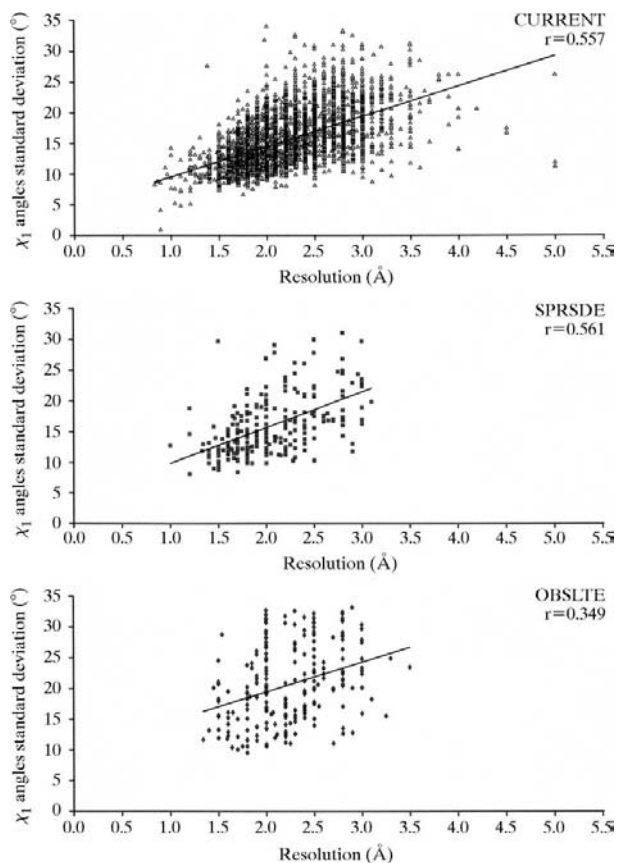 CURRENT
r=0.557
35
30
25
20
15
10
5
0
χ1 angles standard deviation (°)
0.0 0.5 1.0 1.5 2.0 2.5 3.0 3.5 4.0 4.5 5.0 5.5
Resolution (Å)
SPRSDE
r=0.561
35
30
25
20
15
10
5
0
χ1 angles standard deviation (°)
0.0 0.5 1.0 1.5 2.0 2.5 3.0 3.5 4.0 4.5 5.0 5.5
Resolution (Å)
OBSLTE
r=0.349
35
30
25
20
15
10
5
0
χ1 angles standard deviation (°)
0.0 0.5 1.0 1.5 2.0 2.5 3.0 3.5 4.0 4.5 5.0 5.5
Resolution (Å)